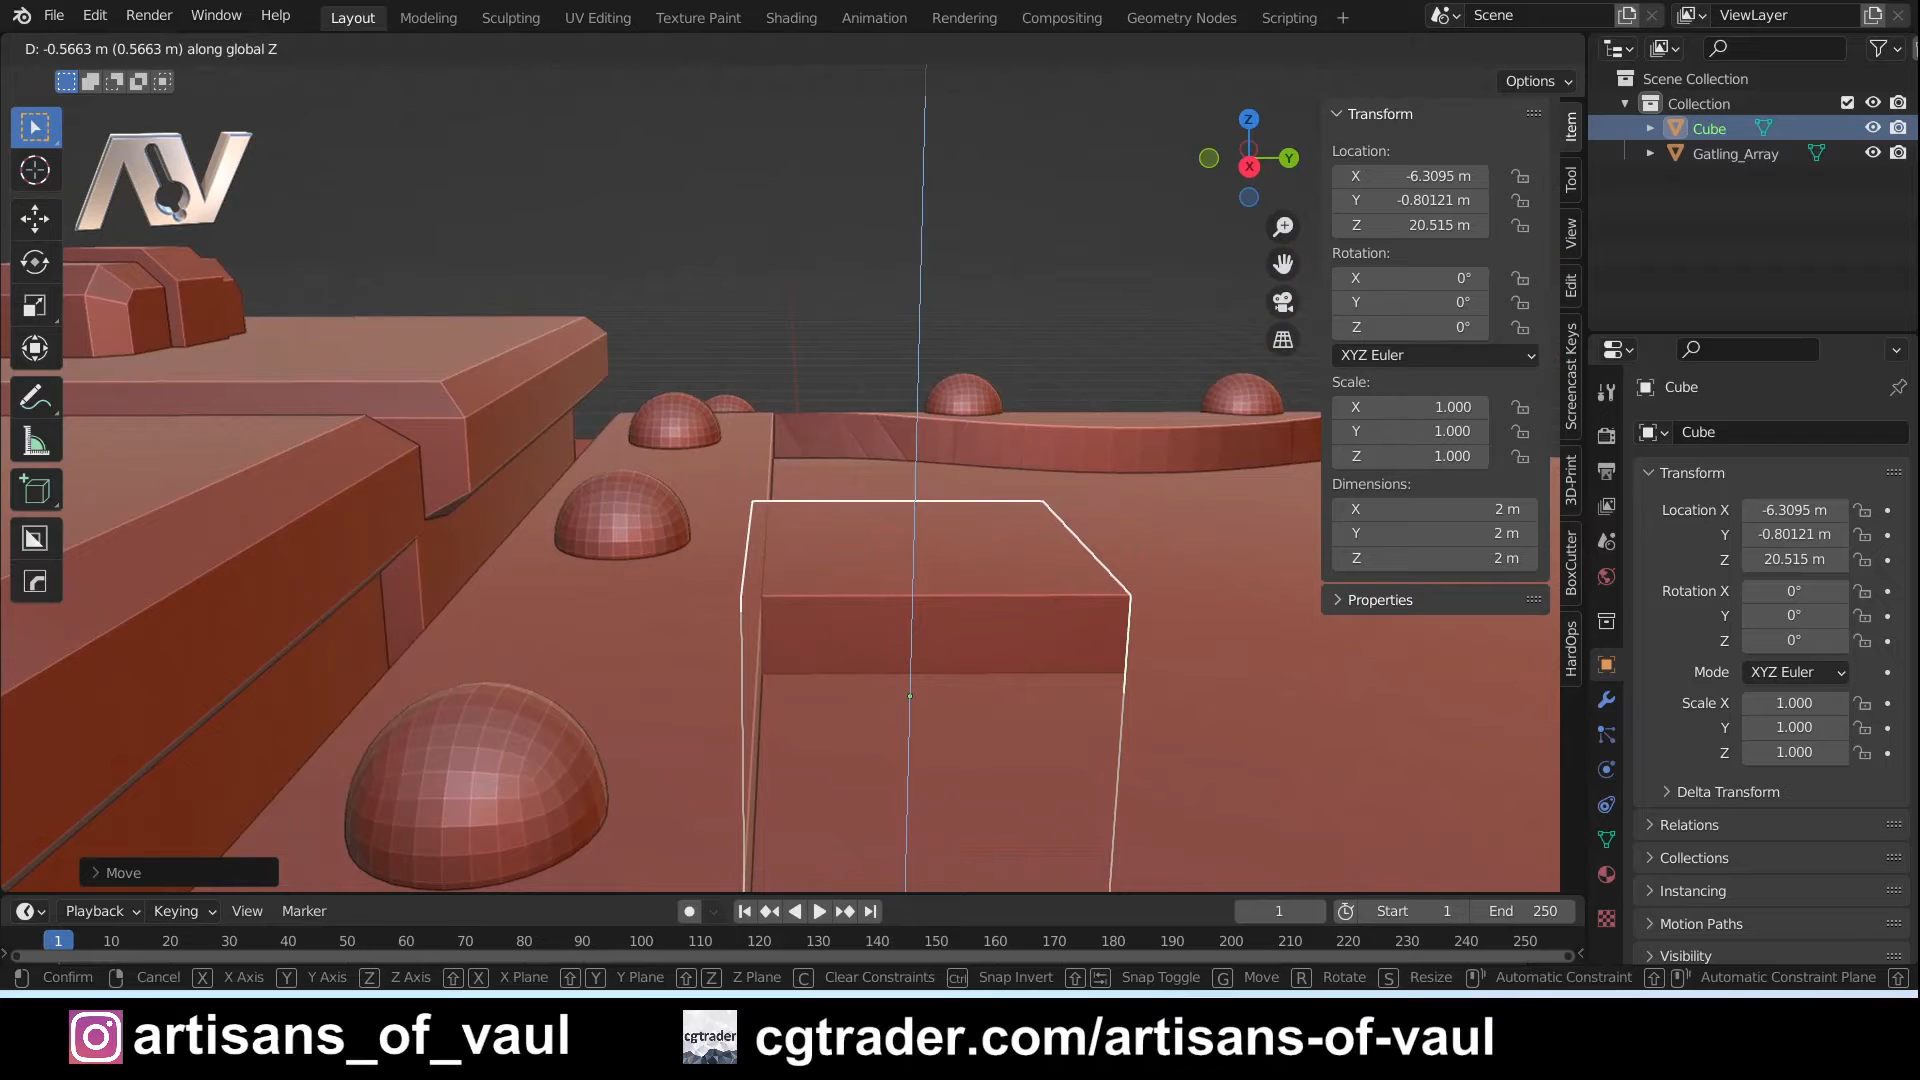 File Edit Render Window Help Layout Modeling Sculpting UV Editing Texture Paint Shading Animation Rendering Compositing Geometry Nodes Scripting + Scene ViewLayer
D: -0.5663 m (0.5663 m) along global Z
Options
Transform
Location:
X -6.3095 m
Y -0.80121 m
Z 20.515 m
Rotation:
X 0°
Y 0°
Z 0°
XYZ Euler
Scale:
X 1.000
Y 1.000
Z 1.000
Dimensions:
X 2 m
Y 2 m
Z 2 m
Properties
Item
Tool
View
Edit
Screencast Keys
3D-Print
BoxCutter
HardOps
Z
Y
X
AV
Scene Collection
Collection
Cube
Gatling_Array
Cube
Cube
Transform
Location X -6.3095 m
Y -0.80121 m
Z 20.515 m
Rotation X 0°
Y 0°
Z 0°
Mode XYZ Euler
Scale X 1.000
Y 1.000
Z 1.000
Delta Transform
Relations
Collections
Instancing
Motion Paths
Visibility
Move
Playback Keying View Marker 1 Start 1 End 250
1 10 20 30 40 50 60 70 80 90 100 110 120 130 140 150 160 170 180 190 200 210 220 230 240 250
Confirm Cancel X X Axis Y Y Axis Z Z Axis X X Plane Y Y Plane Z Z Plane C Clear Constraints Ctrl Snap Invert Snap Toggle G Move R Rotate S Resize Automatic Constraint Automatic Constraint Plane
artisans_of_vaul cgtrader cgtrader.com/artisans-of-vaul